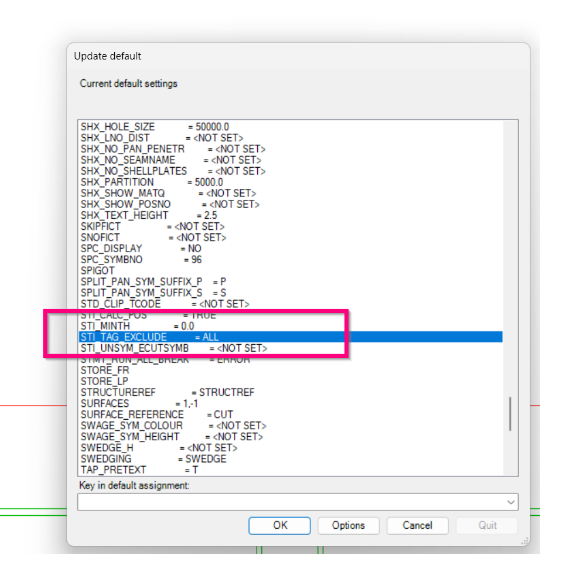 Update default
Current default settings
SHX_HOLE_SIZE = 50000.0
SHX_LNO_DIST = <NOT SET>
SHX_NO_PAN_PENETR = <NOT SET>
SHX_NO_SEAMNAME = <NOT SET>
SHX_NO_SHELLPLATES = <NOT SET>
SHX_PARTITION = 5000.0
SHX_SHOW_MATQ = <NOT SET>
SHX_SHOW_POSNO = <NOT SET>
SHX_TEXT_HEIGHT = 2.5
SKIPFICT = <NOT SET>
SNOFICT = <NOT SET>
SPC_DISPLAY = NO
SPC_SYMBNO = 96
SPIGOT
SPLIT_PAN_SYM_SUFFIX_P = P
SPLIT_PAN_SYM_SUFFIX_S = S
STD_CLIP_TCODE = <NOT SET>
STI_CALC_POS = TRUE
STI_MINTH = 0.0
STI_TAG_EXCLUDE = ALL
STI_UNSYM_ECUTSYMB = <NOT SET>
STMT_RUN_ALL_BREAK = ERROR
STORE_FR
STORE_LP
STRUCTUREREF = STRUCTREF
SURFACES = 1,-1
SURFACE_REFERENCE = CUT
SWAGE_SYM_COLOUR = <NOT SET>
SWAGE_SYM_HEIGHT = <NOT SET>
SWEDGE_H = <NOT SET>
SWEDGING = SWEDGE
TAP_PRETEXT = T
Key in default assignment:
OK Options Cancel Quit